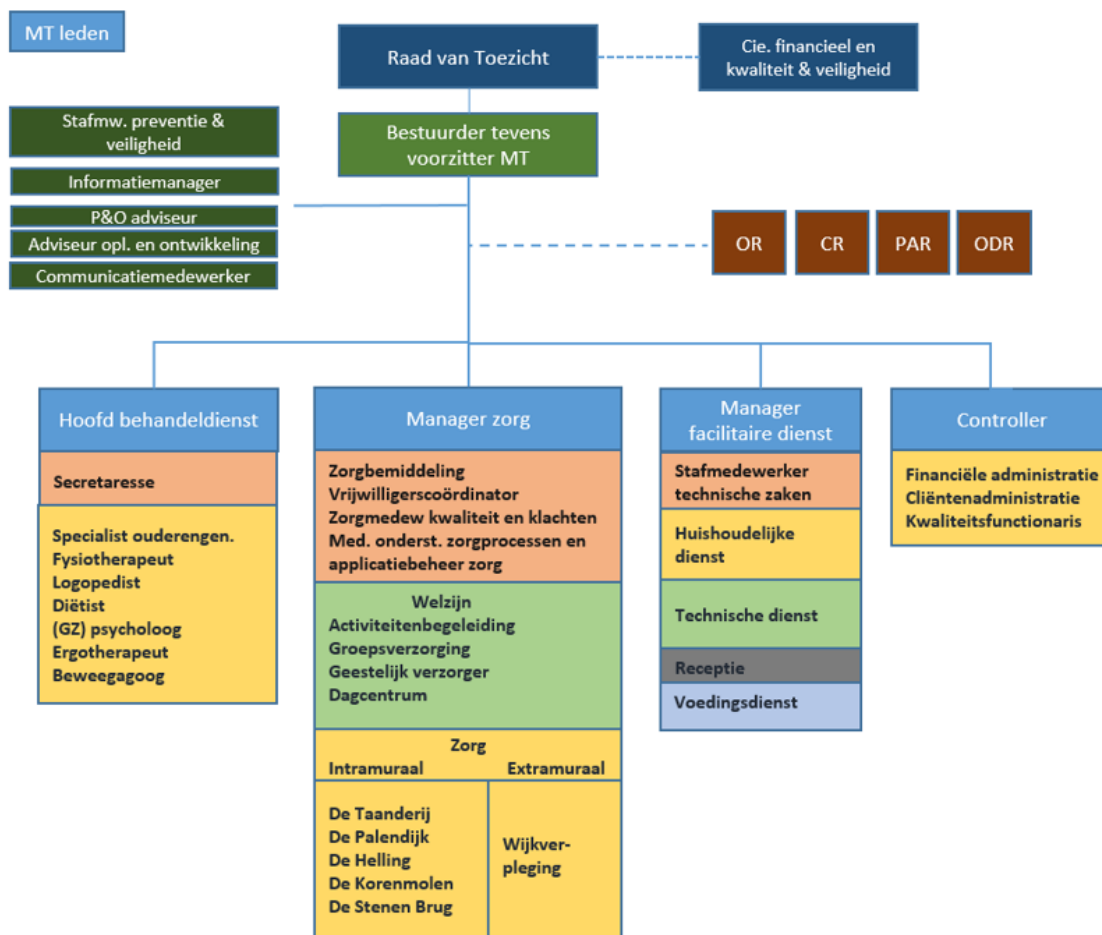 MT leden
Raad van Toezicht
Cie. financieel en
kwaliteit & veiligheid
Stafmw. preventie &
veiligheid
Bestuurder tevens
voorzitter MT
Informatiemanager
P&O adviseur
Adviseur opl. en ontwikkeling
Communicatiemedewerker
OR
CR
PAR
ODR
Hoofd behandeldienst
Secretaresse
Specialist ouderengen.
Fysiotherapeut
Logopedist
Diëtist
(GZ) psycholoog
Ergotherapeut
Beweegagoog
Manager zorg
Zorgbemiddeling
Vrijwilligerscoördinator
Zorgmedew kwaliteit en klachten
Med. onderst. zorgprocessen en
applicatiebeheer zorg
Welzijn
Activiteitenbegeleiding
Groepsverzorging
Geestelijk verzorger
Dagcentrum
Zorg
Intramuraal
Extramuraal
De Taanderij
De Palendijk
De Helling
De Korenmolen
De Stenen Brug
Wijkver-
pleging
Manager
facilitaire dienst
Stafmedewerker
technische zaken
Huishoudelijke
dienst
Technische dienst
Receptie
Voedingsdienst
Controller
Financiële administratie
Cliëntenadministratie
Kwaliteitsfunctionaris